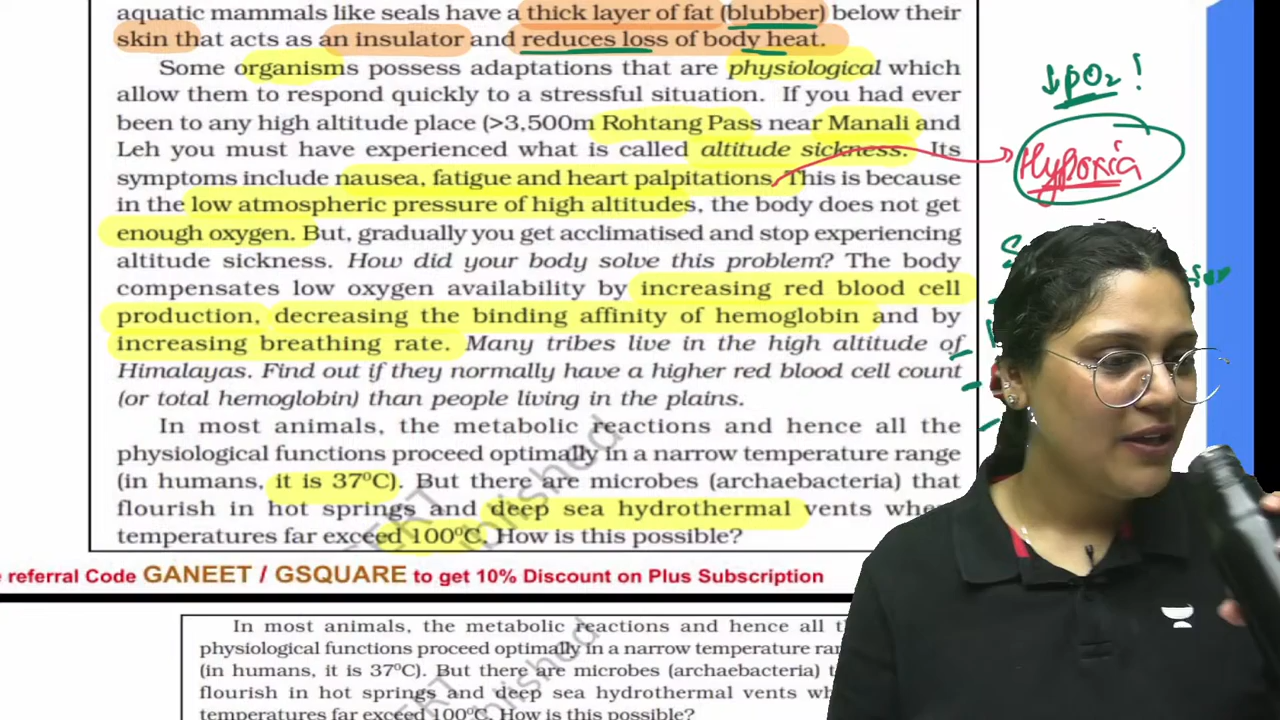 aquatic mammals like seals have a thick layer of fat (blubber) below their
skin that acts as an insulator and reduces loss of body heat.
Some organisms possess adaptations that are physiological which
allow them to respond quickly to a stressful situation. If you had ever
been to any high altitude place (>3,500m Rohtang Pass near Manali and
Leh you must have experienced what is called altitude sickness. Its
symptoms include nausea, fatigue and heart palpitations. This is because
in the low atmospheric pressure of high altitudes, the body does not get
enough oxygen. But, gradually you get acclimatised and stop experiencing
altitude sickness. How did your body solve this problem? The body
compensates low oxygen availability by increasing red blood cell
production, decreasing the binding affinity of hemoglobin and by
increasing breathing rate. Many tribes live in the high altitude of
Himalayas. Find out if they normally have a higher red blood cell count
(or total hemoglobin) than people living in the plains.
In most animals, the metabolic reactions and hence all the
physiological functions proceed optimally in a narrow temperature range
(in humans, it is 37⁰C). But there are microbes (archaebacteria) that
flourish in hot springs and deep sea hydrothermal vents where
temperatures far exceed 100⁰C. How is this possible?
↓pO₂ !
Hypoxia
referral Code GANEET / GSQUARE to get 10% Discount on Plus Subscription
In most animals, the metabolic reactions and hence all
physiological functions proceed optimally in a narrow temperature
(in humans, it is 37⁰C). But there are microbes (archaebacteria)
flourish in hot springs and deep sea hydrothermal vents
temperatures far exceed 100⁰C. How is this possible?